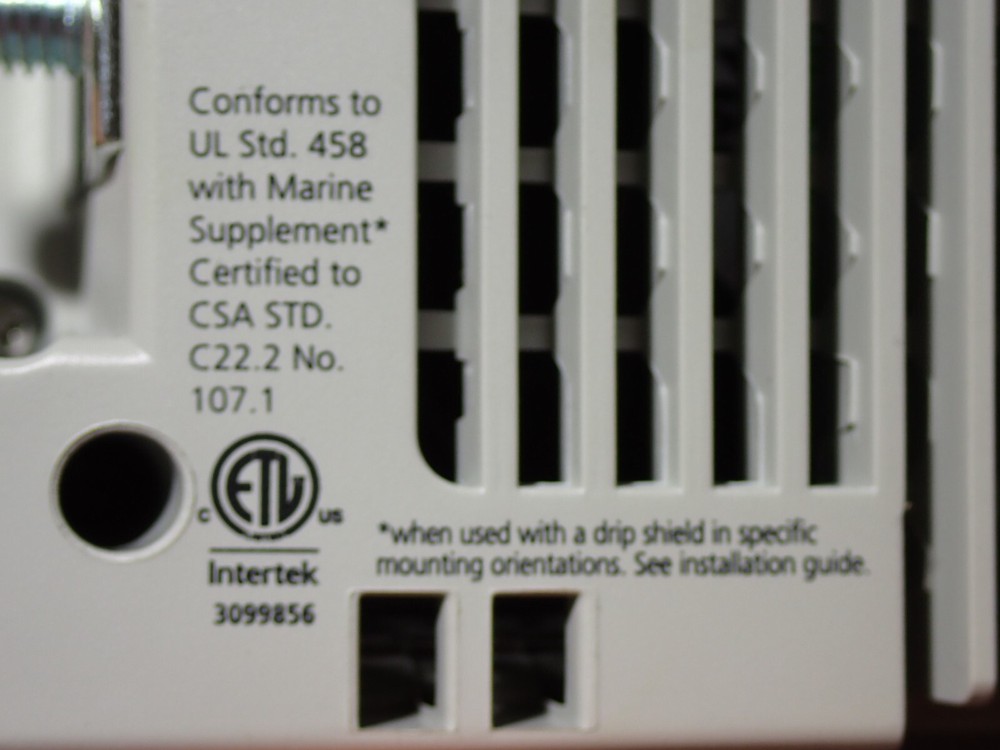 Conforms to
UL Std. 458
with Marine
Supplement*
Certified to
CSA STD.
C22.2 No.
107.1
C ETL US
Intertek
3099856
*when used with a drip shield in specific
mounting orientations. See installation guide.